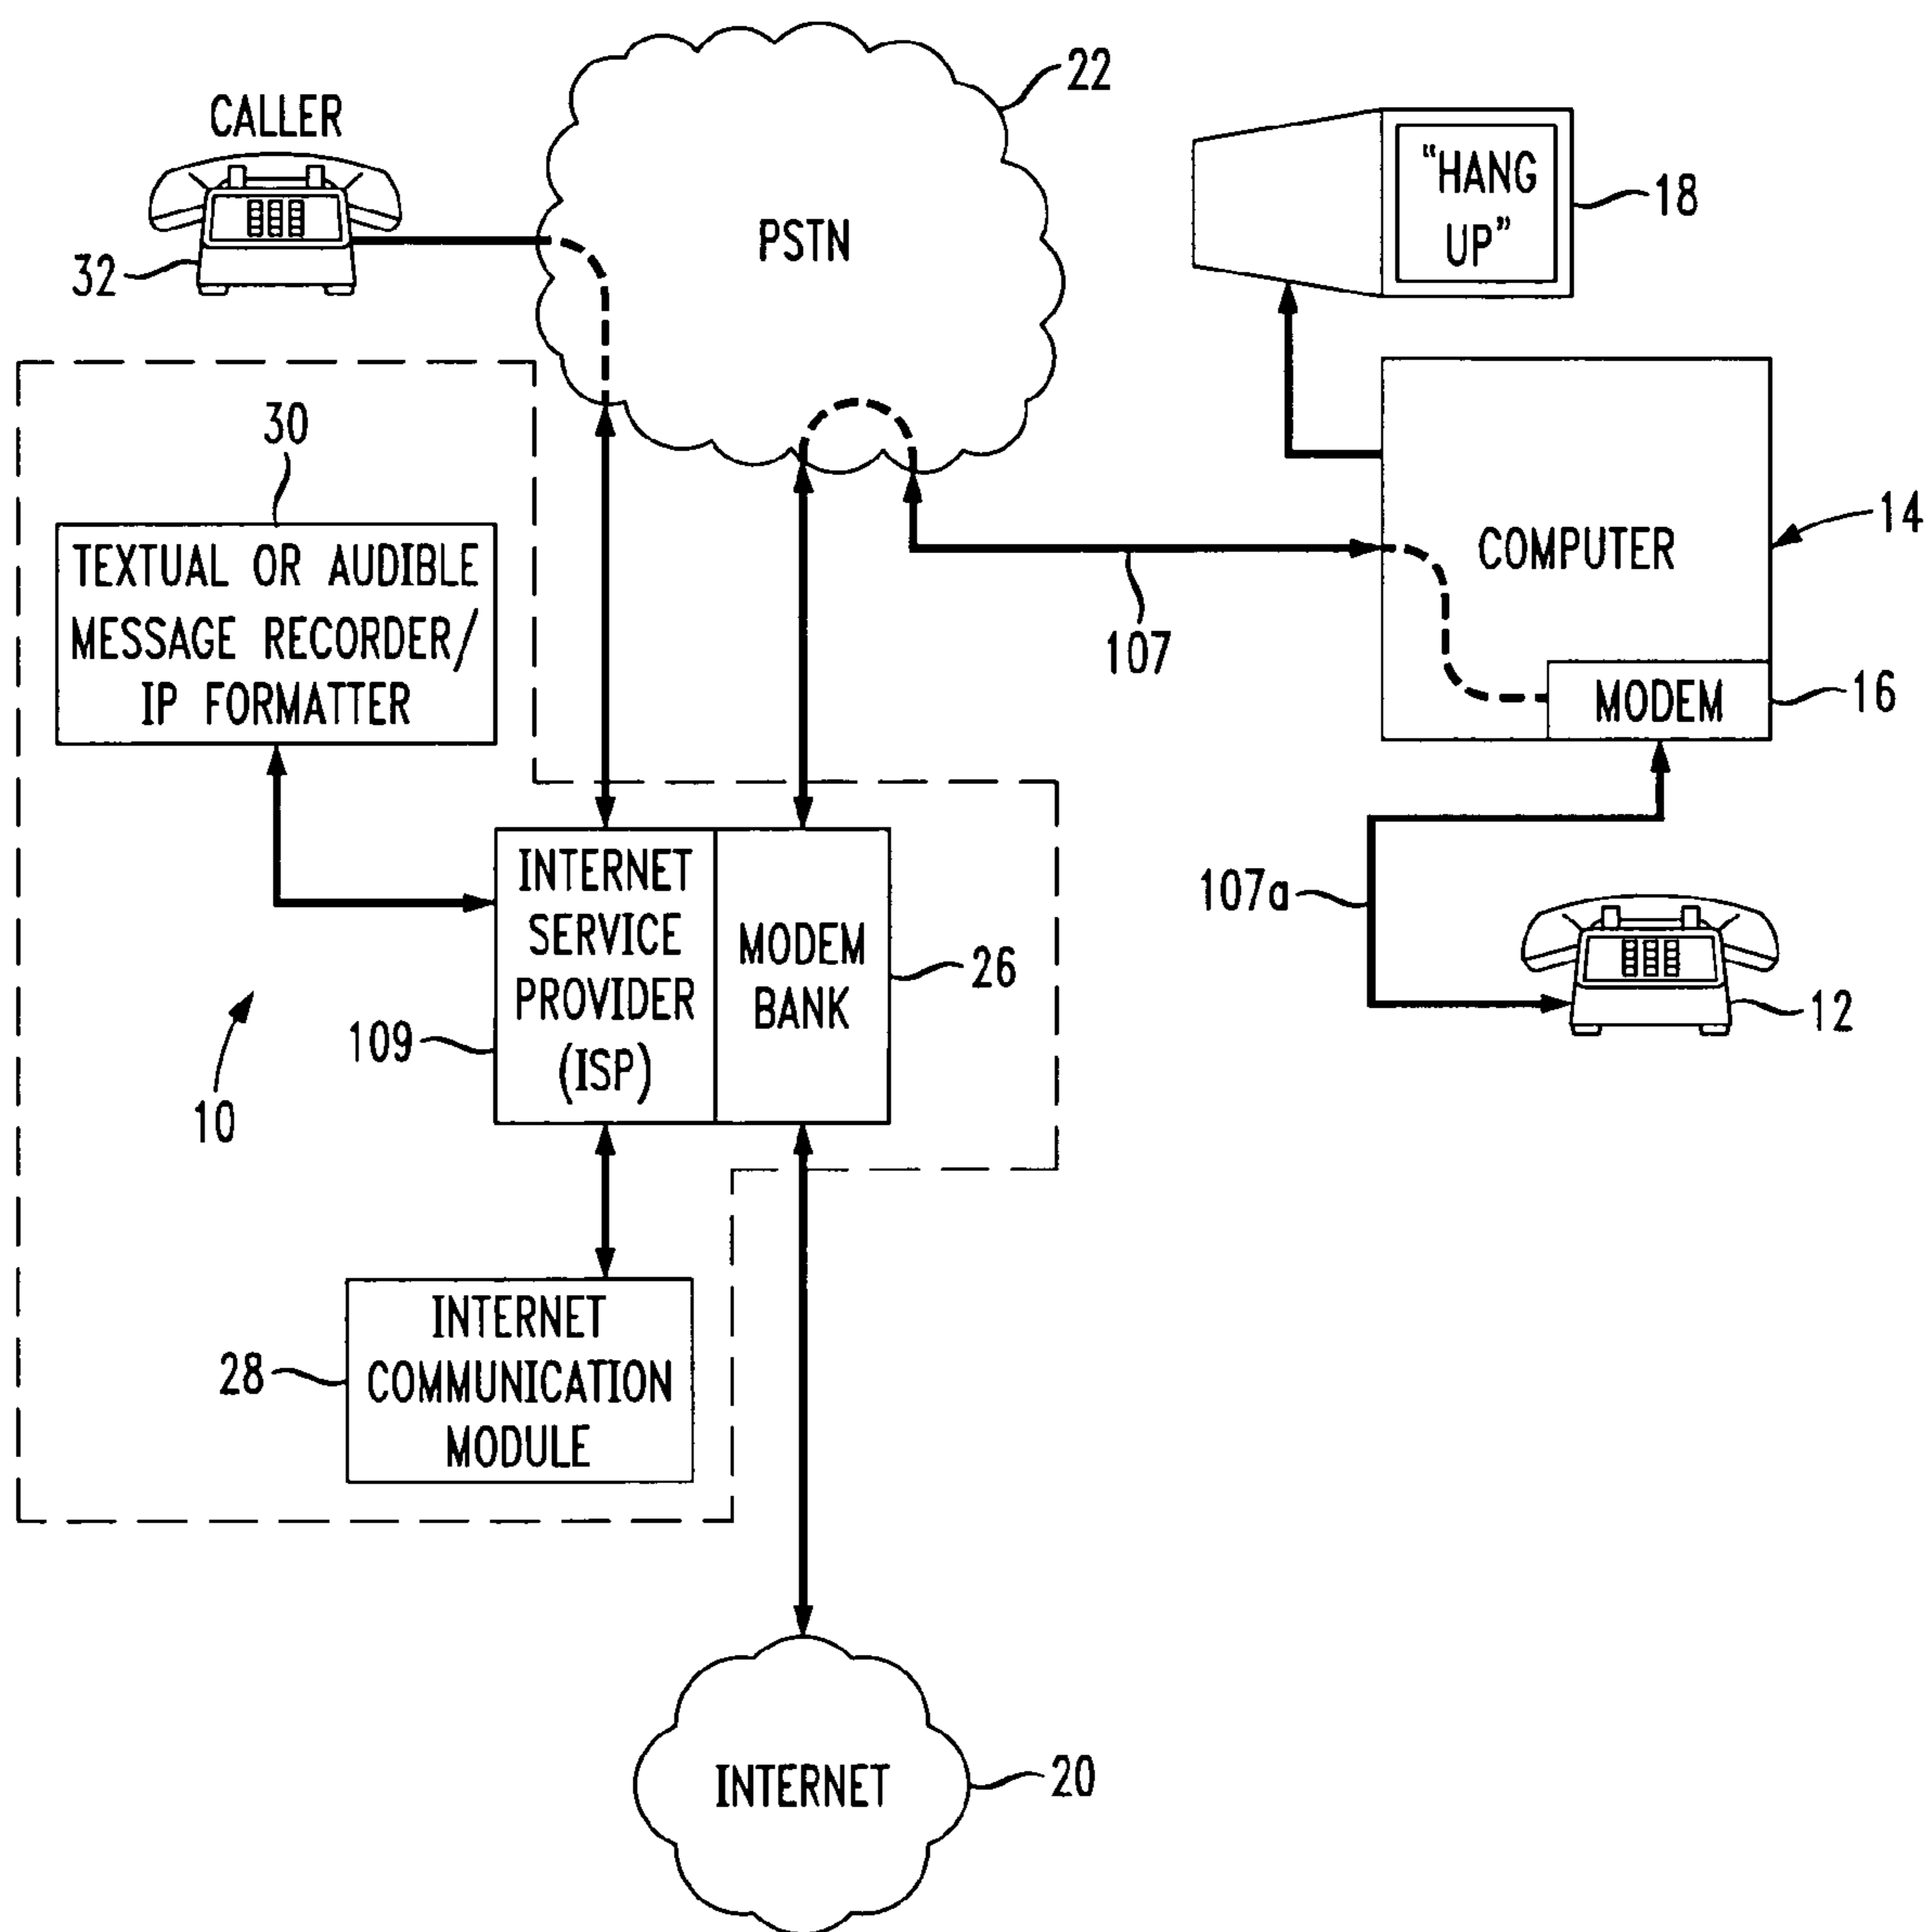 CALLER
32
PSTN
22
“HANG
UP”
18
30
TEXTUAL OR AUDIBLE
MESSAGE RECORDER/
IP FORMATTER
COMPUTER
14
107
MODEM
16
INTERNET
SERVICE
PROVIDER
(ISP)
109
MODEM
BANK
26
10
107a
12
INTERNET
COMMUNICATION
MODULE
28
INTERNET
20